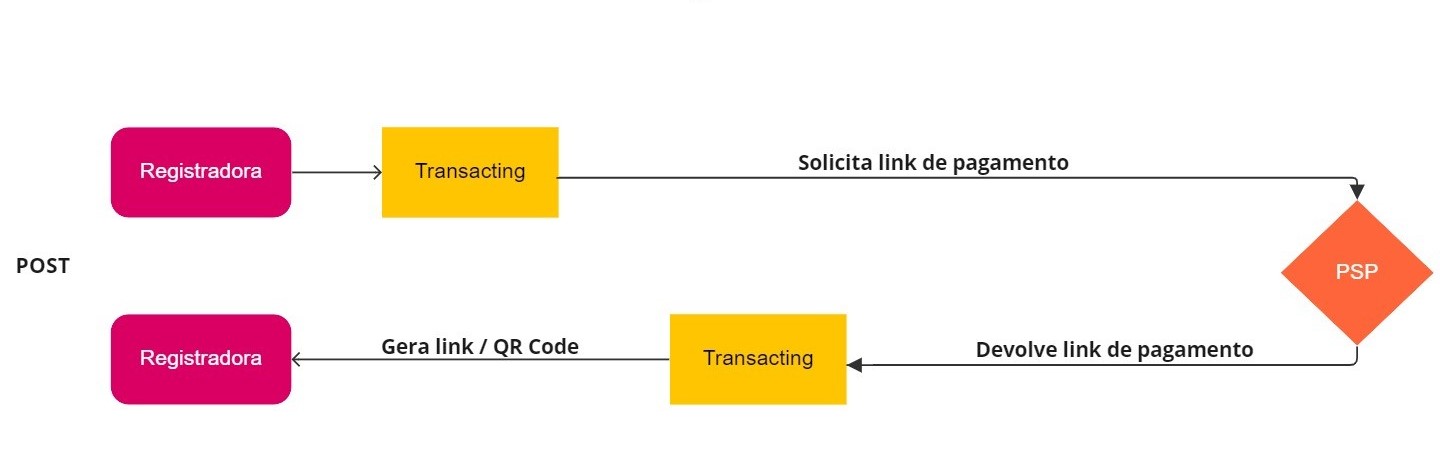 Registradora
Transacting
Solicita link de pagamento
PSP
POST
Registradora
Gera link / QR Code
Transacting
Devolve link de pagamento